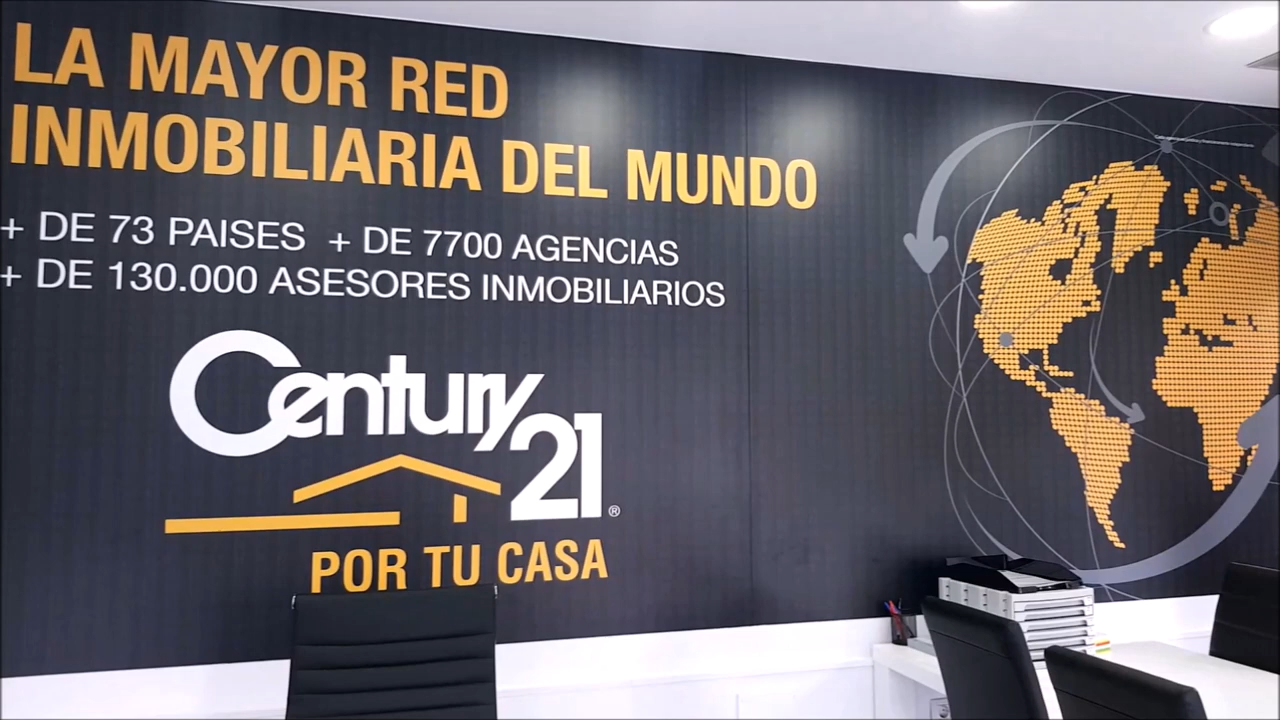 LA MAYOR RED
INMOBILIARIA DEL MUNDO
+ DE 73 PAISES + DE 7700 AGENCIAS
+ DE 130.000 ASESORES INMOBILIARIOS
Century
21®
POR TU CASA